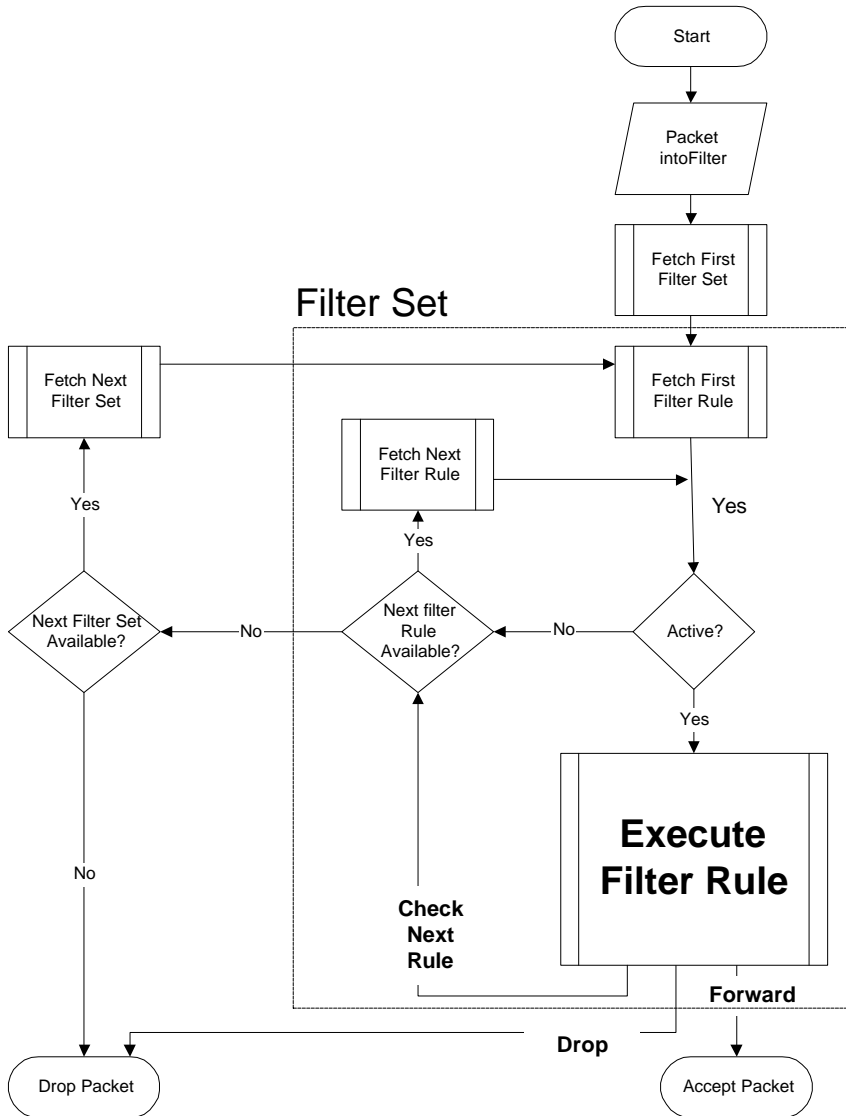 Start
Packet
intoFilter
Fetch First
Filter Set
Filter Set
Fetch Next
Filter Set
Fetch First
Filter Rule
Fetch Next
Filter Rule
Yes
Yes
Yes
Next Filter Set
Available?
No
Next filter
Rule
Available?
No
Active?
Yes
Execute
Filter Rule
No
Check
Next
Rule
Forward
Drop
Drop Packet
Accept Packet